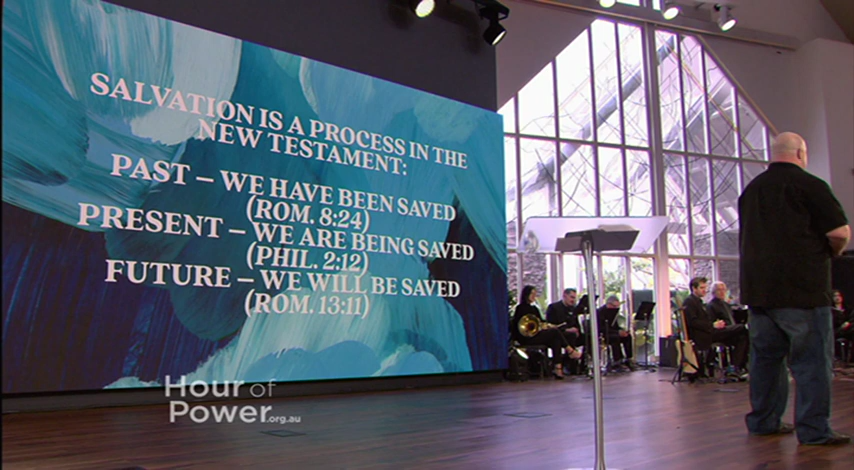 SALVATION IS A PROCESS IN THE
NEW TESTAMENT:
PAST – WE HAVE BEEN SAVED
(ROM. 8:24)
PRESENT – WE ARE BEING SAVED
(PHIL. 2:12)
FUTURE – WE WILL BE SAVED
(ROM. 13:11)
Hour of
Power.org.au